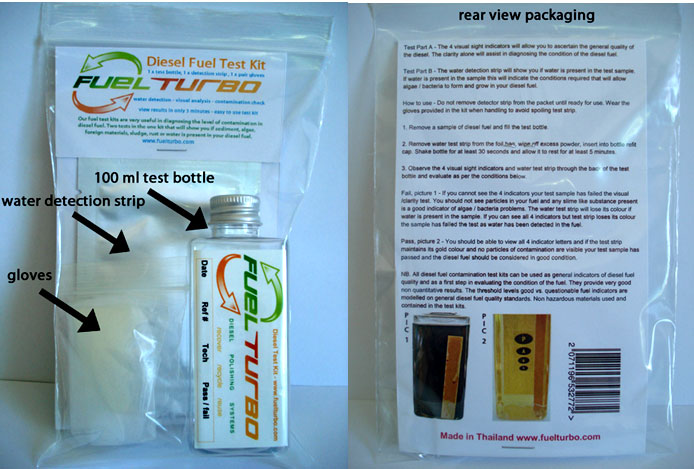 Diesel Fuel Test Kit
1 x test bottle, 1 x detection strip, 1 x pair gloves
FUEL TURBO
water detection - visual analysis - contamination check
view results in only 5 minutes - easy to use test kit
Our fuel test kits are very useful in diagnosing the level of contamination in
diesel fuel. Two tests in the one kit that will show you if sediment, algae,
foreign materials, sludge, rust or water is present in your diesel fuel.
www.fuelturbo.com
100 ml test bottle
water detection strip
gloves
Diesel Test Kit - www.fuelturbo.com
FUEL TURBO
DIESEL POLISHING SYSTEMS
recover recycle reuse
Date Ref # Tech Pass / fail
rear view packaging
Test Part A - The 4 visual sight indicators will allow you to ascertain the general quality of
the diesel. The clarity alone will assist in diagnosing the condition of the diesel fuel.
Test Part B - The water detection strip will show you if water is present in the test sample.
If water is present in the sample this will indicate the conditions required that will allow
algae / bacteria to form and grow in your diesel fuel.
How to use - Do not remove detector strip from the packet until ready for use. Wear the
gloves provided in the kit when handling to avoid spoiling test strip.
1. Remove a sample of diesel fuel and fill the test bottle.
2. Remove water test strip from the foil, wipe off excess powder, insert into bottle refit
cap. Shake bottle for at least 30 seconds and allow it to rest for at least 5 minutes.
3. Observe the 4 visual sight indicators and water test strip through the back of the test
bottle and evaluate as per the conditions below.
Fail, picture 1 - If you cannot see the 4 indicators your test sample has failed the visual
/clarity test. You should not see particles in your fuel and any slime like substance present
is a good indicator of algae / bacteria problems. The water test strip will lose its colour if
water is present in the sample. If you can see all 4 indicators but test strip loses its colour
the sample has failed the test as water has been detected in the fuel.
Pass, picture 2 - You should be able to view all 4 indicator letters and if the test strip
maintains its gold colour and no particles of contamination are visible your test sample has
passed and the diesel fuel should be considered in good condition.
NB. All diesel fuel contamination test kits can be used as general indicators of diesel fuel
quality and as a first step in evaluating the condition of the fuel. They provide very good
non quantitative results. The threshold levels good vs. questionable fuel indicators are
modelled on general diesel fuel quality standards. Non hazardous materials used and
contained in the test kits.
PIC 1
PIC 2
2 071196 532772 >
Made in Thailand www.fuelturbo.com